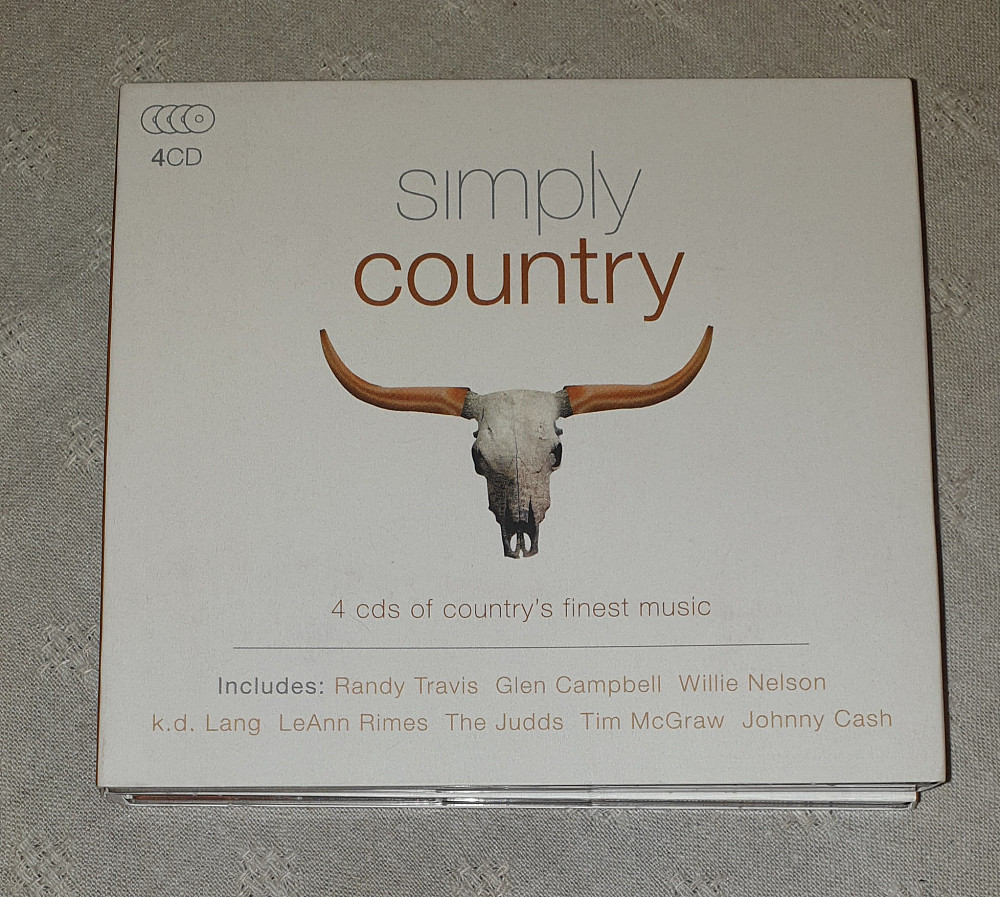 4CD
simply
country
4 cds of country's finest music
Includes: Randy Travis Glen Campbell Willie Nelson
k.d. Lang LeAnn Rimes The Judds Tim McGraw Johnny Cash